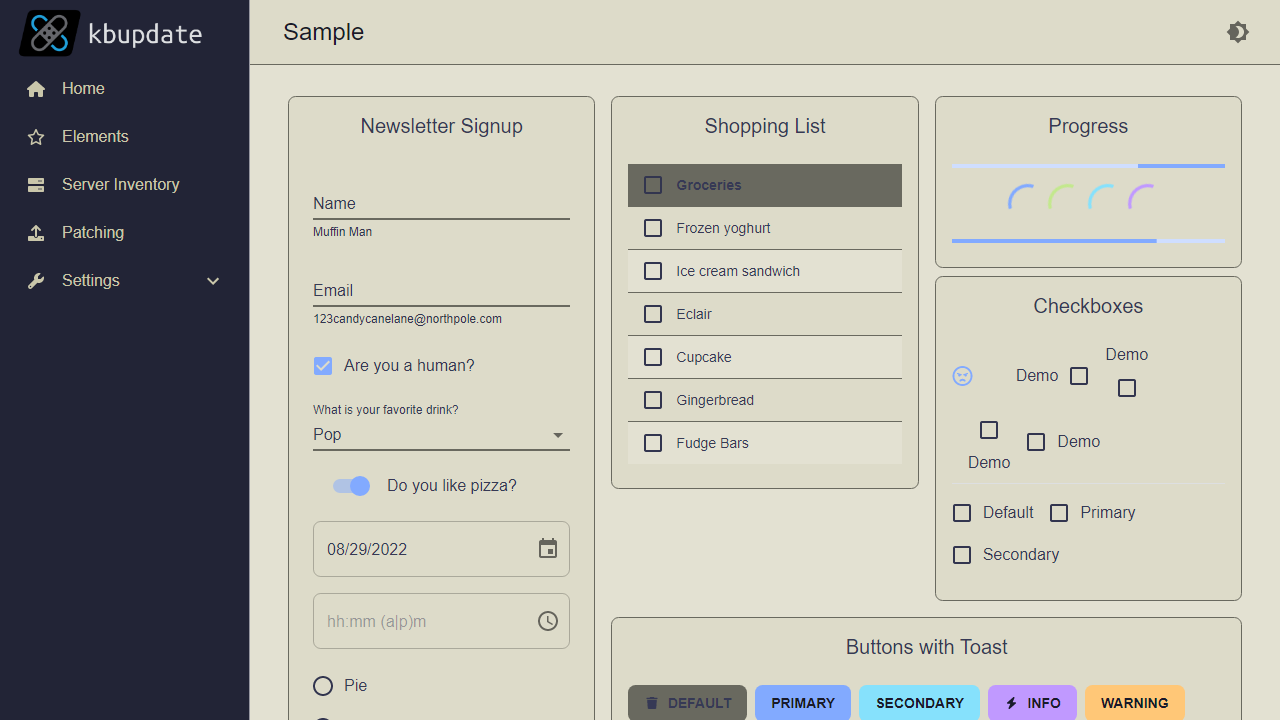 kbupdate
Home
Elements
Server Inventory
Patching
Settings
Sample
Newsletter Signup
Name
Muffin Man
Email
123candycanelane@northpole.com
Are you a human?
What is your favorite drink?
Pop
Do you like pizza?
08/29/2022
hh:mm (a|p)m
Pie
Shopping List
Groceries
Frozen yoghurt
Ice cream sandwich
Eclair
Cupcake
Gingerbread
Fudge Bars
Progress
Checkboxes
Demo
Demo
Demo
Demo
Default
Primary
Secondary
Buttons with Toast
DEFAULT
PRIMARY
SECONDARY
INFO
WARNING